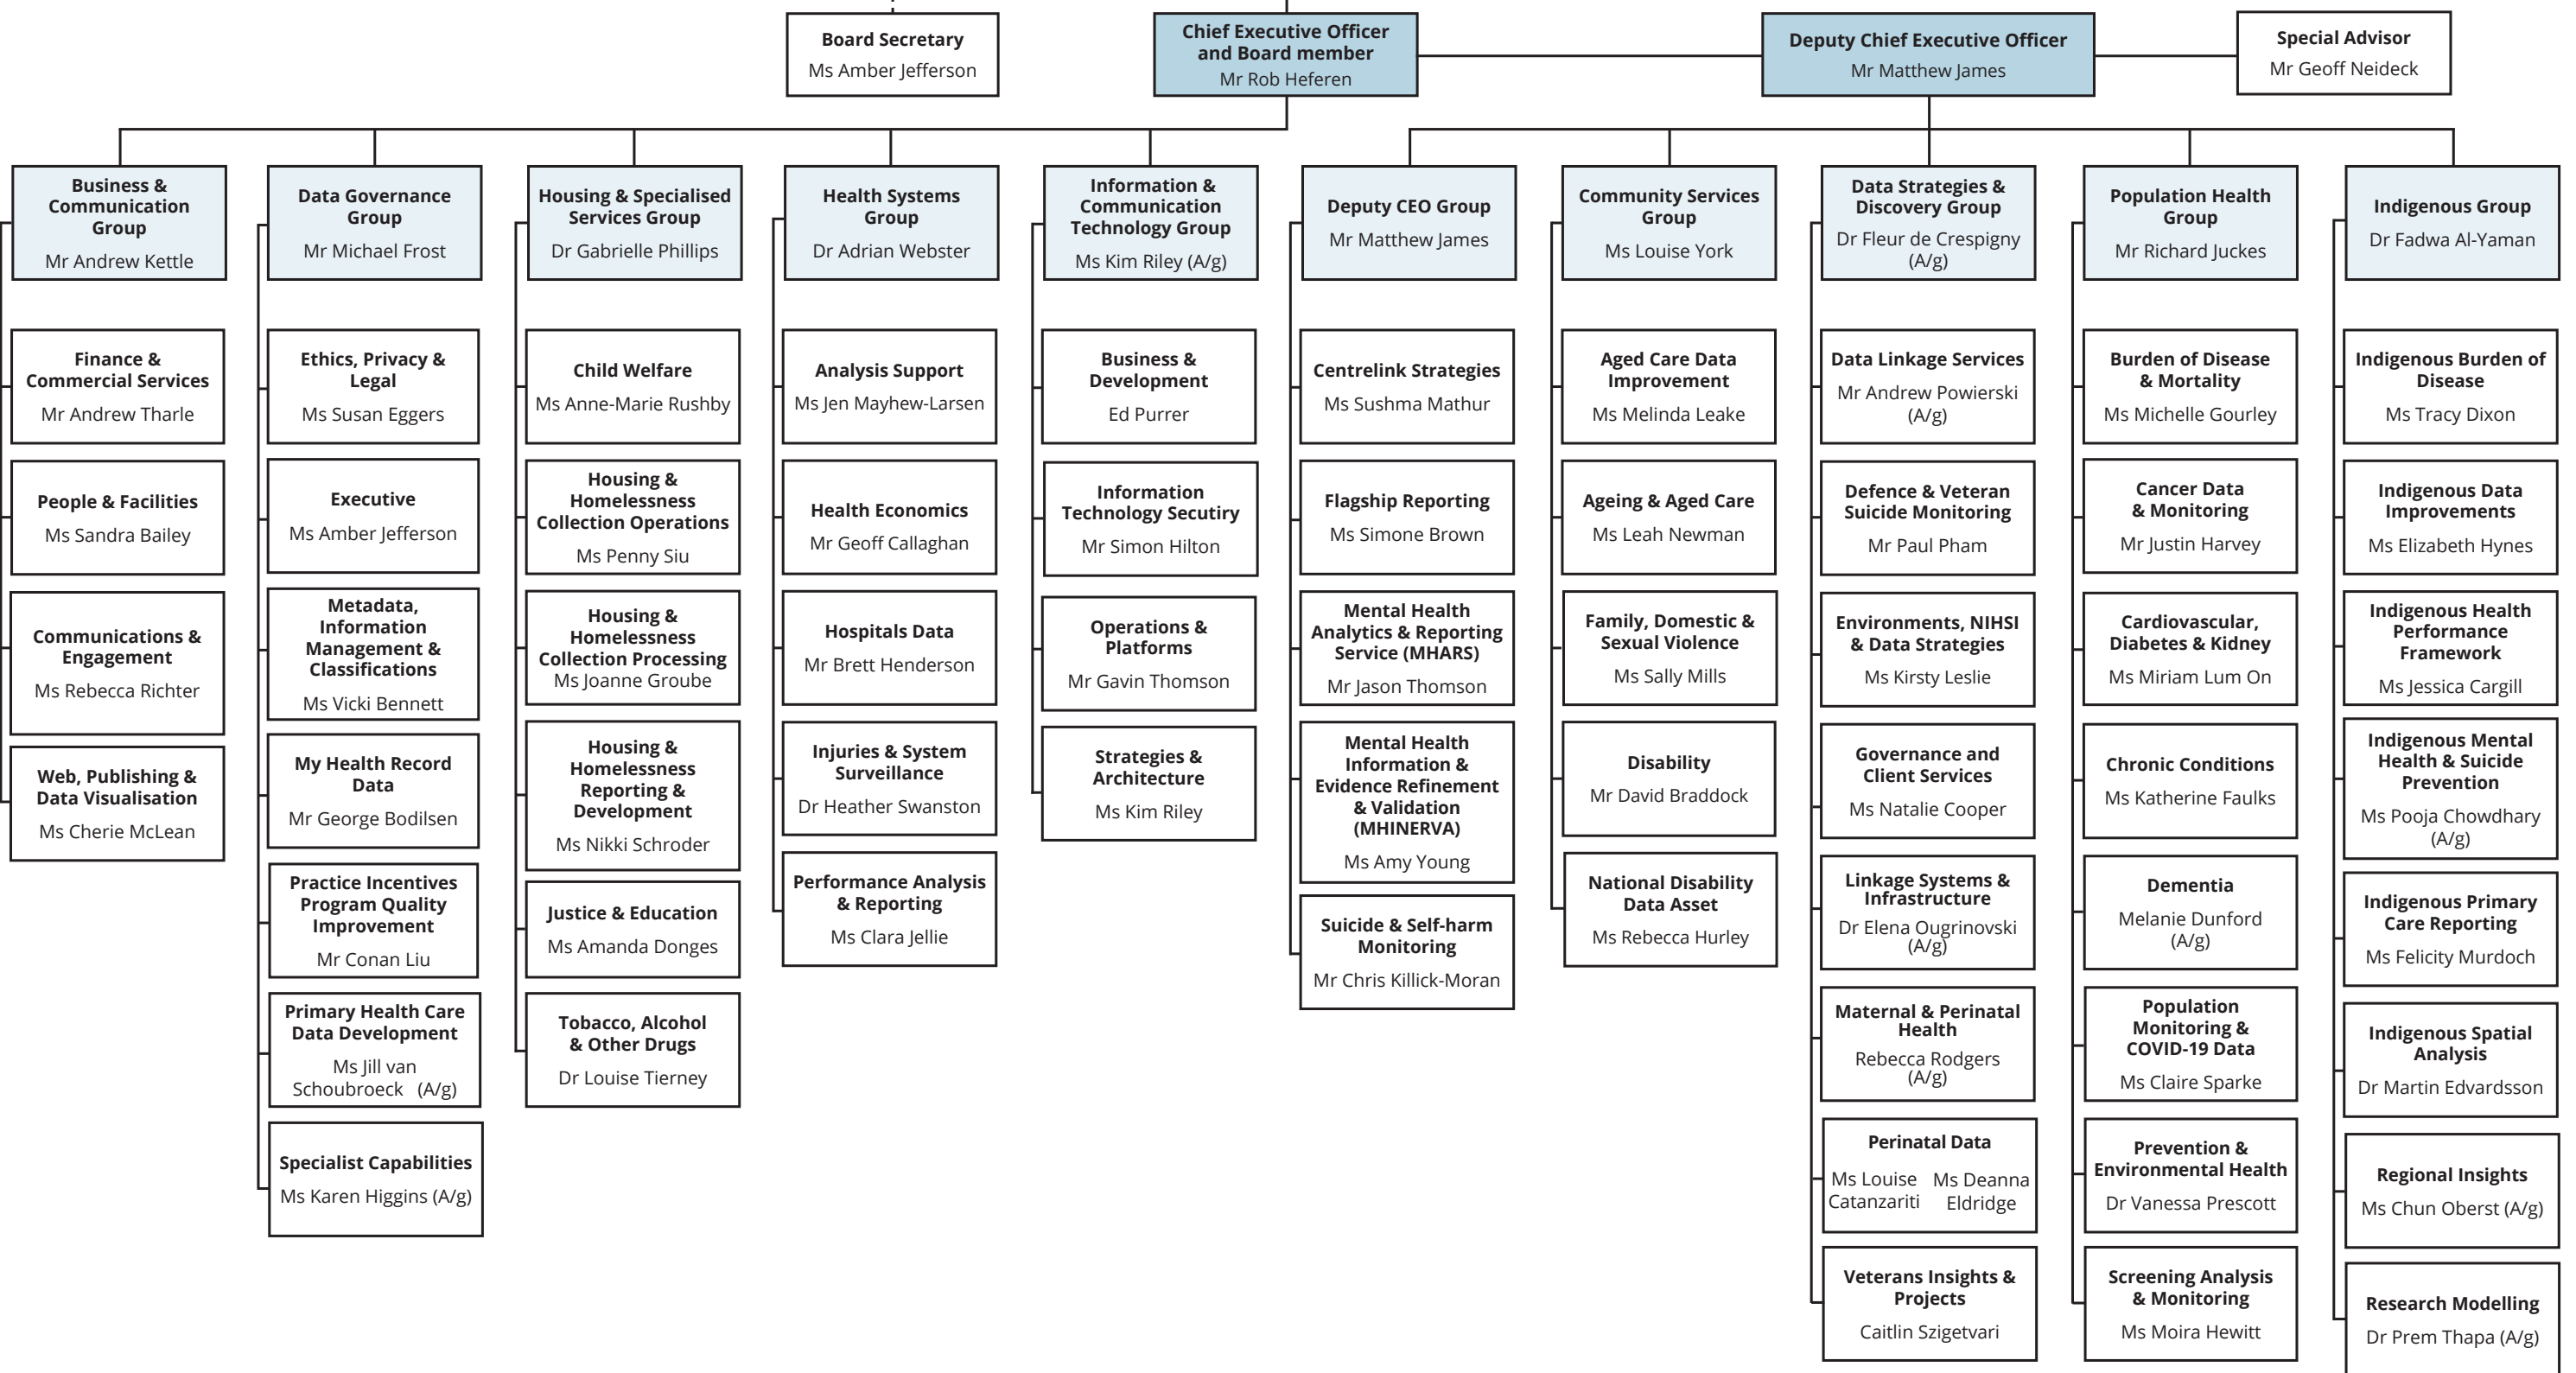 Board Secretary
Ms Amber Jefferson
Chief Executive Officer
and Board member
Mr Rob Heferen
Deputy Chief Executive Officer
Mr Matthew James
Special Advisor
Mr Geoff Neideck
Business &
Communication
Group
Mr Andrew Kettle
Data Governance
Group
Mr Michael Frost
Housing & Specialised
Services Group
Dr Gabrielle Phillips
Health Systems
Group
Dr Adrian Webster
Information &
Communication
Technology Group
Ms Kim Riley (A/g)
Deputy CEO Group
Mr Matthew James
Community Services
Group
Ms Louise York
Data Strategies &
Discovery Group
Dr Fleur de Crespigny
(A/g)
Population Health
Group
Mr Richard Juckes
Indigenous Group
Dr Fadwa Al-Yaman
Finance &
Commercial Services
Mr Andrew Tharle
People & Facilities
Ms Sandra Bailey
Communications &
Engagement
Ms Rebecca Richter
Web, Publishing &
Data Visualisation
Ms Cherie McLean
Ethics, Privacy &
Legal
Ms Susan Eggers
Executive
Ms Amber Jefferson
Metadata,
Information
Management &
Classifications
Ms Vicki Bennett
My Health Record
Data
Mr George Bodilsen
Practice Incentives
Program Quality
Improvement
Mr Conan Liu
Primary Health Care
Data Development
Ms Jill van
Schoubroeck (A/g)
Specialist Capabilities
Ms Karen Higgins (A/g)
Child Welfare
Ms Anne-Marie Rushby
Housing &
Homelessness
Collection Operations
Ms Penny Siu
Housing &
Homelessness
Collection Processing
Ms Joanne Groube
Housing &
Homelessness
Reporting &
Development
Ms Nikki Schroder
Justice & Education
Ms Amanda Donges
Tobacco, Alcohol
& Other Drugs
Dr Louise Tierney
Analysis Support
Ms Jen Mayhew-Larsen
Health Economics
Mr Geoff Callaghan
Hospitals Data
Mr Brett Henderson
Injuries & System
Surveillance
Dr Heather Swanston
Performance Analysis
& Reporting
Ms Clara Jellie
Business &
Development
Ed Purrer
Information
Technology Secutiry
Mr Simon Hilton
Operations &
Platforms
Mr Gavin Thomson
Strategies &
Architecture
Ms Kim Riley
Centrelink Strategies
Ms Sushma Mathur
Flagship Reporting
Ms Simone Brown
Mental Health
Analytics & Reporting
Service (MHARS)
Mr Jason Thomson
Mental Health
Information &
Evidence Refinement
& Validation
(MHINERVA)
Ms Amy Young
Suicide & Self-harm
Monitoring
Mr Chris Killick-Moran
Aged Care Data
Improvement
Ms Melinda Leake
Ageing & Aged Care
Ms Leah Newman
Family, Domestic &
Sexual Violence
Ms Sally Mills
Disability
Mr David Braddock
National Disability
Data Asset
Ms Rebecca Hurley
Data Linkage Services
Mr Andrew Powierski
(A/g)
Defence & Veteran
Suicide Monitoring
Mr Paul Pham
Environments, NIHSI
& Data Strategies
Ms Kirsty Leslie
Governance and
Client Services
Ms Natalie Cooper
Linkage Systems &
Infrastructure
Dr Elena Ougrinovski
(A/g)
Maternal & Perinatal
Health
Rebecca Rodgers
(A/g)
Perinatal Data
Ms Louise
Catanzariti
Ms Deanna
Eldridge
Veterans Insights &
Projects
Caitlin Szigetvari
Burden of Disease
& Mortality
Ms Michelle Gourley
Cancer Data
& Monitoring
Mr Justin Harvey
Cardiovascular,
Diabetes & Kidney
Ms Miriam Lum On
Chronic Conditions
Ms Katherine Faulks
Dementia
Melanie Dunford
(A/g)
Population
Monitoring &
COVID-19 Data
Ms Claire Sparke
Prevention &
Environmental Health
Dr Vanessa Prescott
Screening Analysis
& Monitoring
Ms Moira Hewitt
Indigenous Burden of
Disease
Ms Tracy Dixon
Indigenous Data
Improvements
Ms Elizabeth Hynes
Indigenous Health
Performance
Framework
Ms Jessica Cargill
Indigenous Mental
Health & Suicide
Prevention
Ms Pooja Chowdhary
(A/g)
Indigenous Primary
Care Reporting
Ms Felicity Murdoch
Indigenous Spatial
Analysis
Dr Martin Edvardsson
Regional Insights
Ms Chun Oberst (A/g)
Research Modelling
Dr Prem Thapa (A/g)